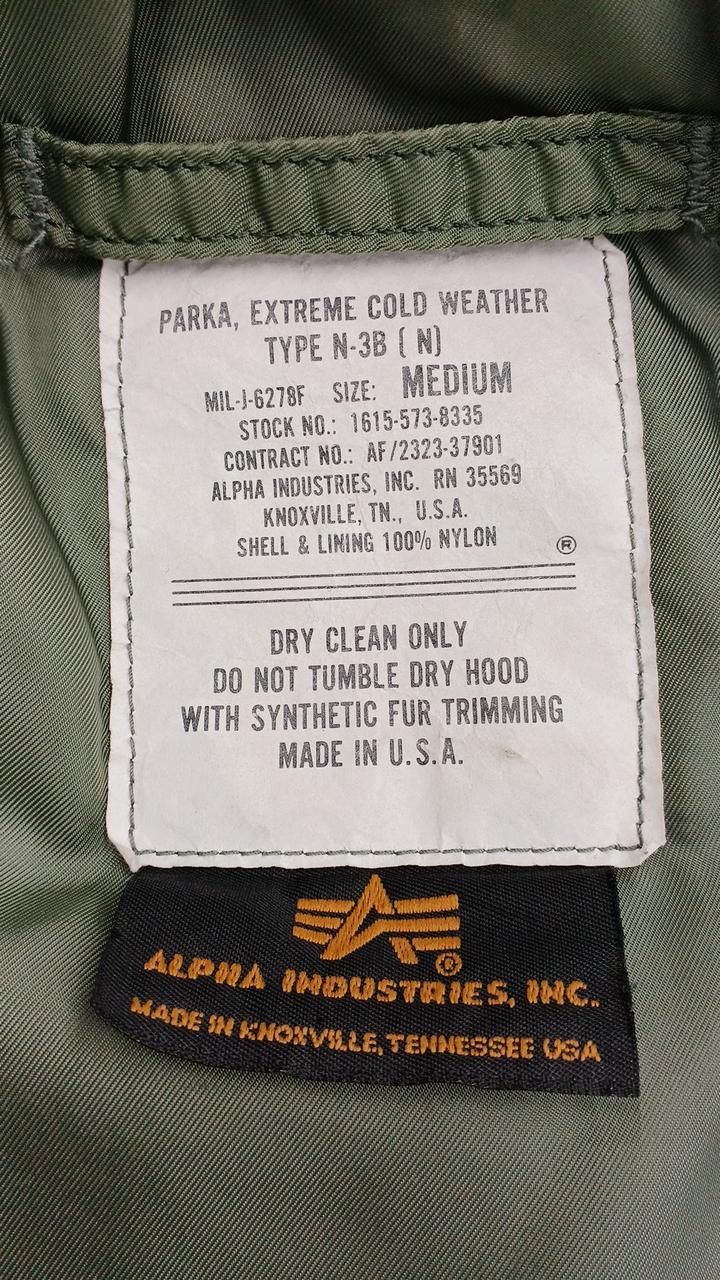 PARKA, EXTREME COLD WEATHER
TYPE N-3B ( N)
MIL-J-6278F SIZE: MEDIUM
STOCK NO.: 1615-573-8335
CONTRACT NO.: AF/2323-37901
ALPHA INDUSTRIES, INC. RN 35569
KNOXVILLE, TN., U.S.A.
SHELL & LINING 100% NYLON ®
DRY CLEAN ONLY
DO NOT TUMBLE DRY HOOD
WITH SYNTHETIC FUR TRIMMING
MADE IN U.S.A.
®
ALPHA INDUSTRIES, INC.
MADE IN KNOXVILLE, TENNESSEE USA